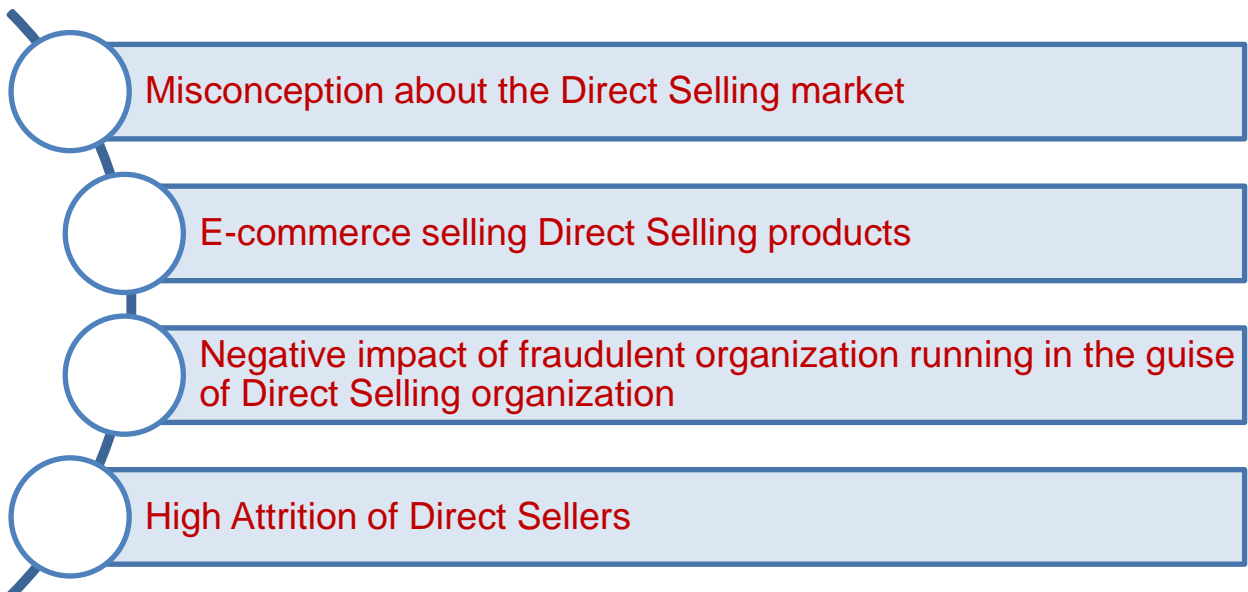 Misconception about the Direct Selling market
E-commerce selling Direct Selling products
Negative impact of fraudulent organization running in the guise
of Direct Selling organization
High Attrition of Direct Sellers